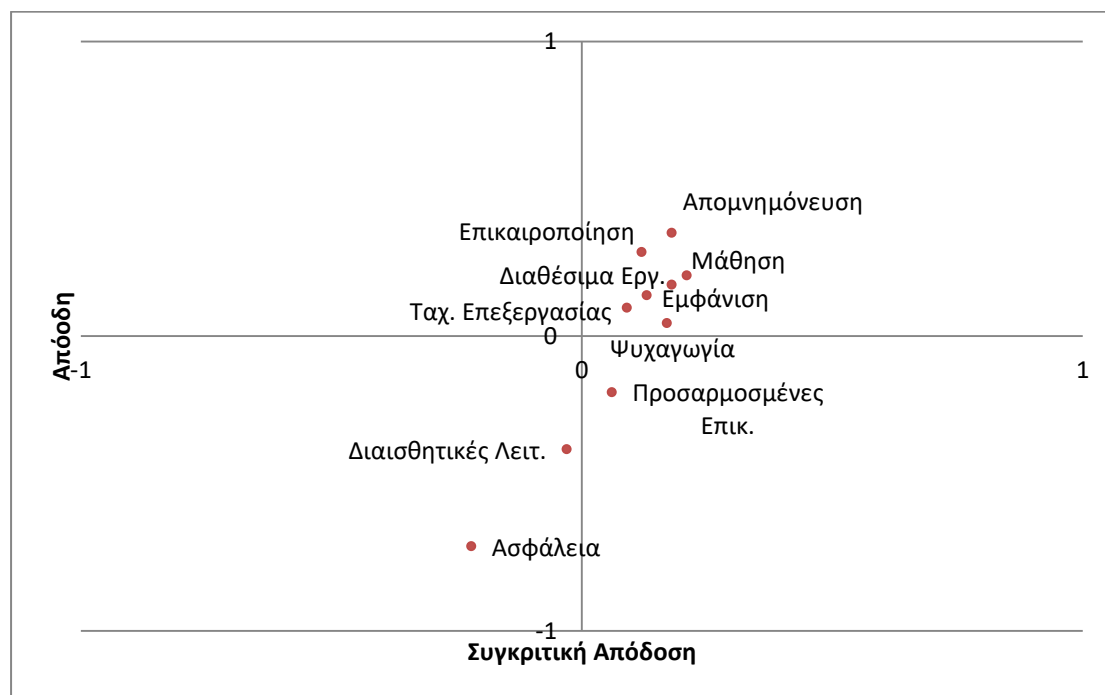 1
Απομνημόνευση
Επικαιροποίηση
Μάθηση
Διαθέσιμα Εργ.
Εμφάνιση
Ταχ. Επεξεργασίας
0
Ψυχαγωγία
-1
0
1
Προσαρμοσμένες
Επικ.
Διαισθητικές Λειτ.
Ασφάλεια
-1
Συγκριτική Απόδοση
Απόοδη